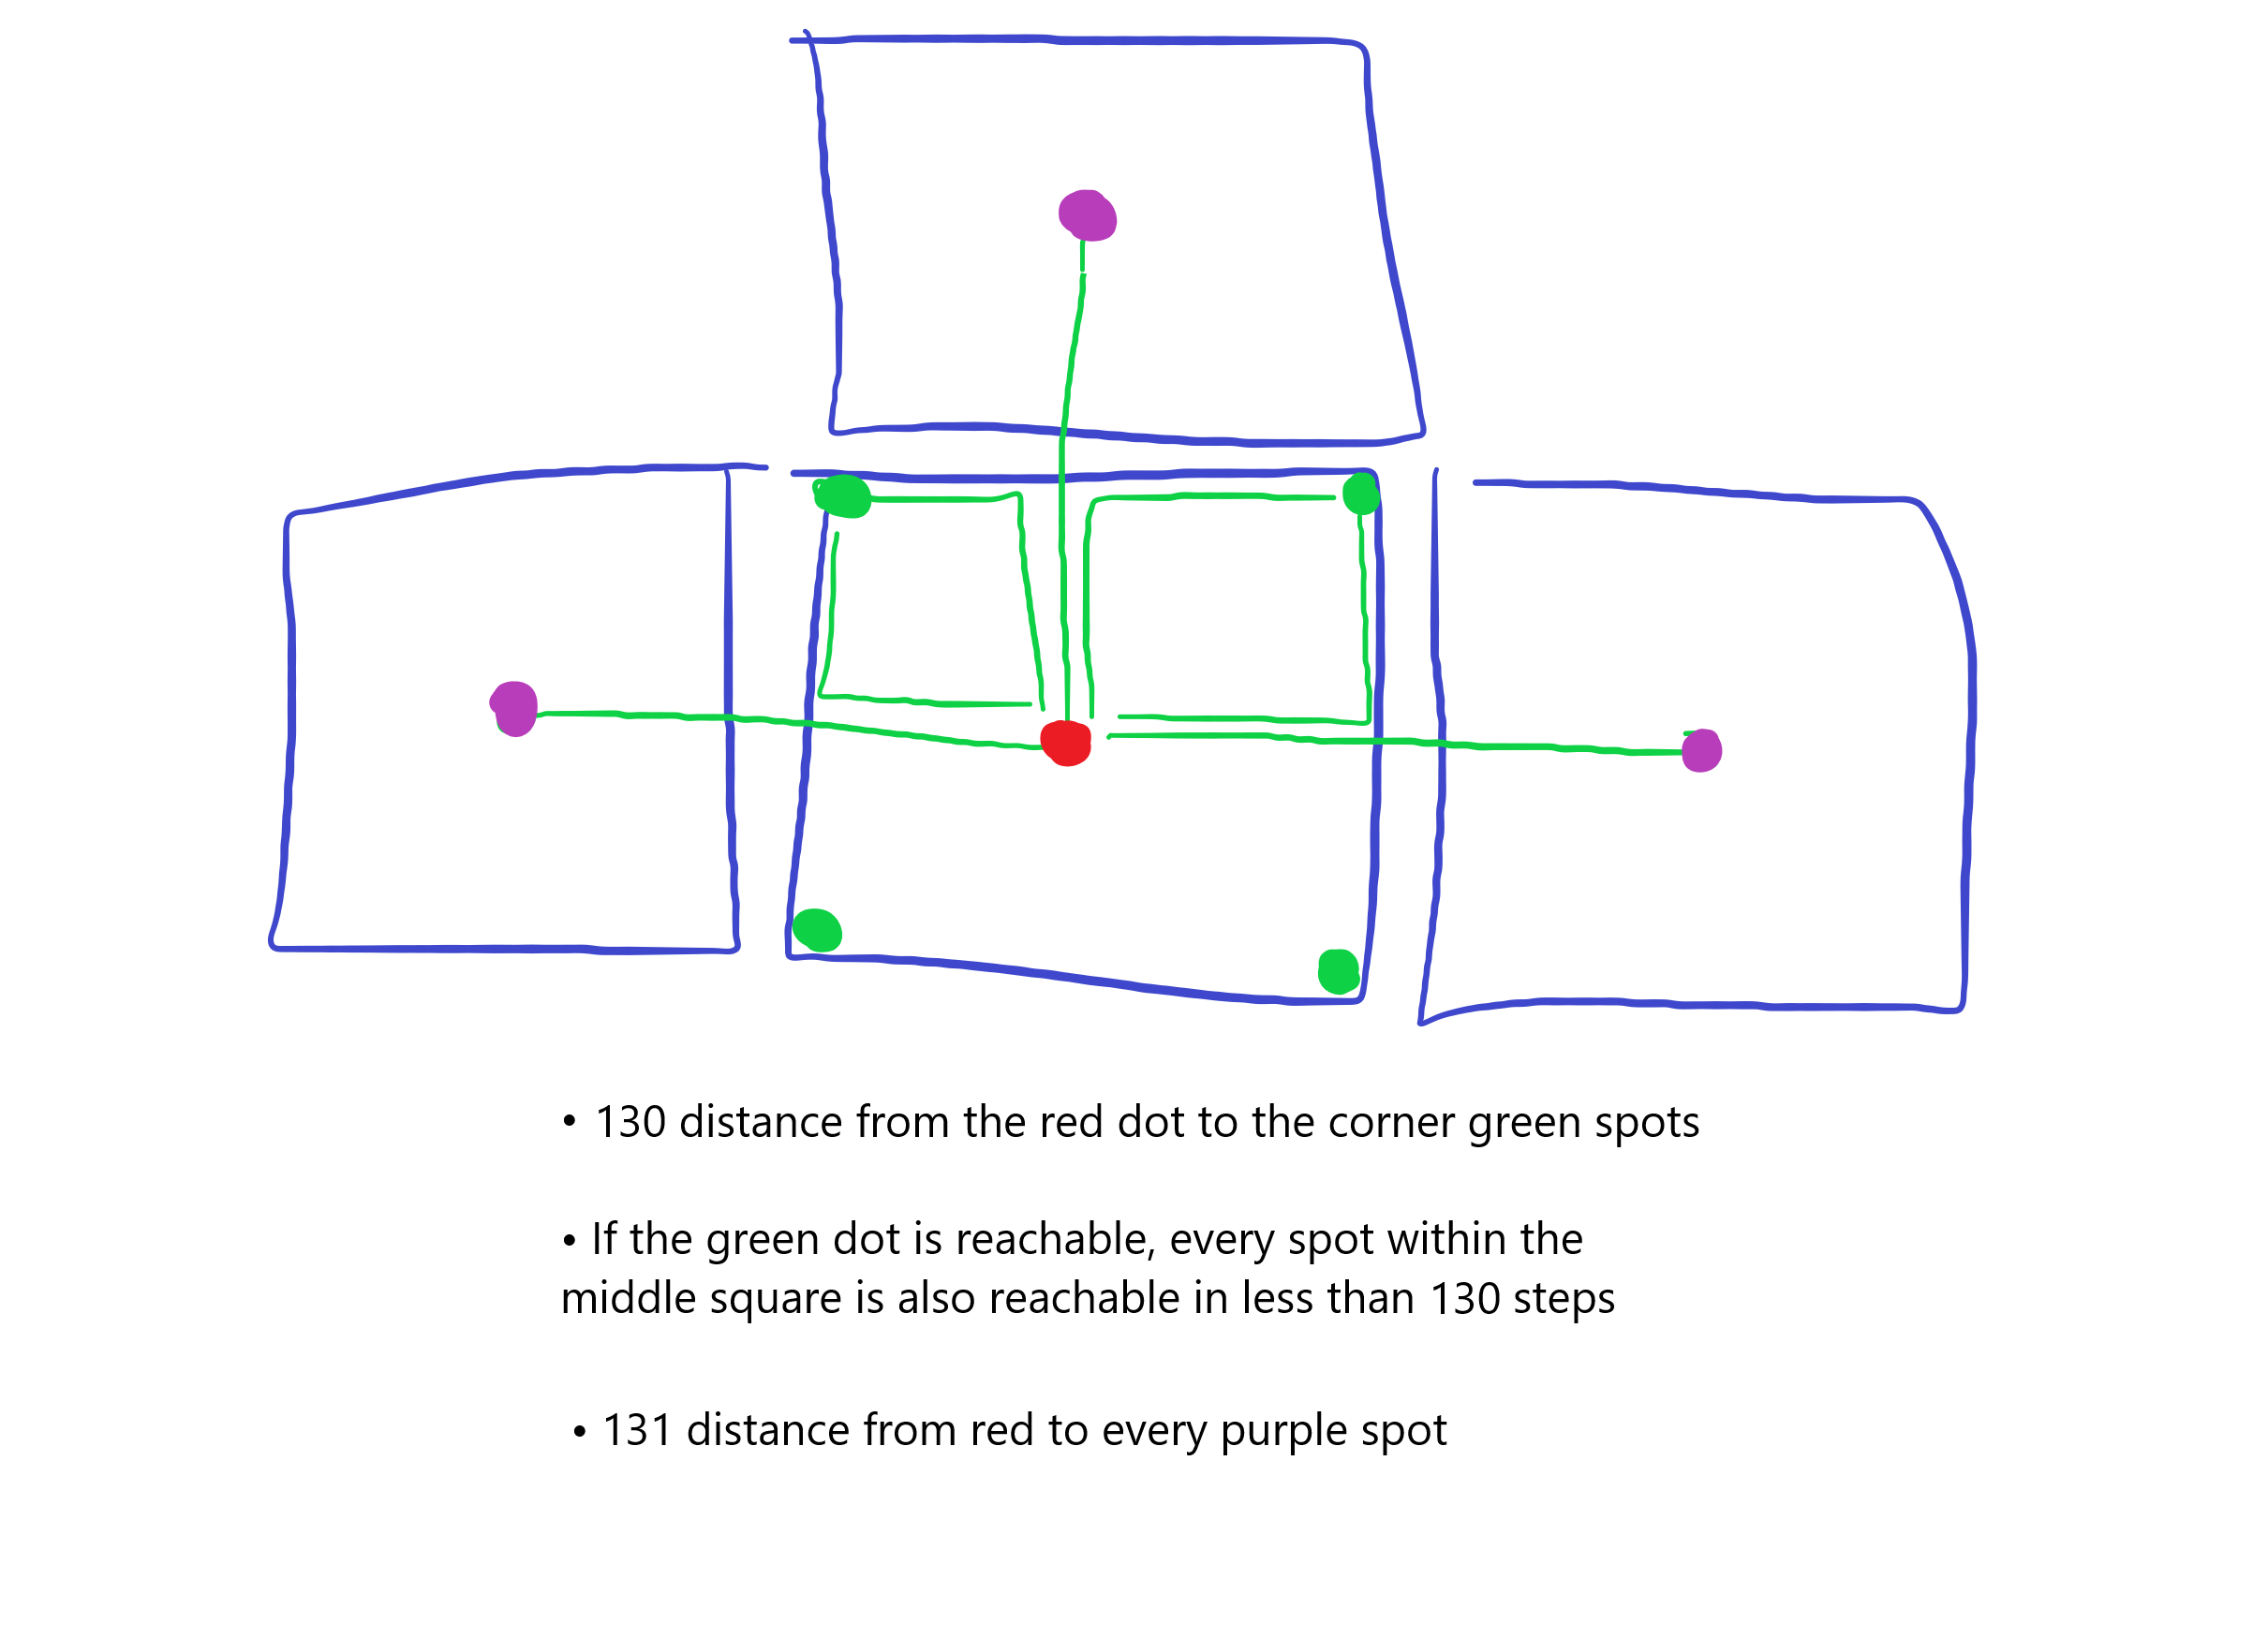 • 130 distance from the red dot to the corner green spots
• If the green dot is reachable, every spot within the
middle square is also reachable in less than 130 steps
• 131 distance from red to every purple spot